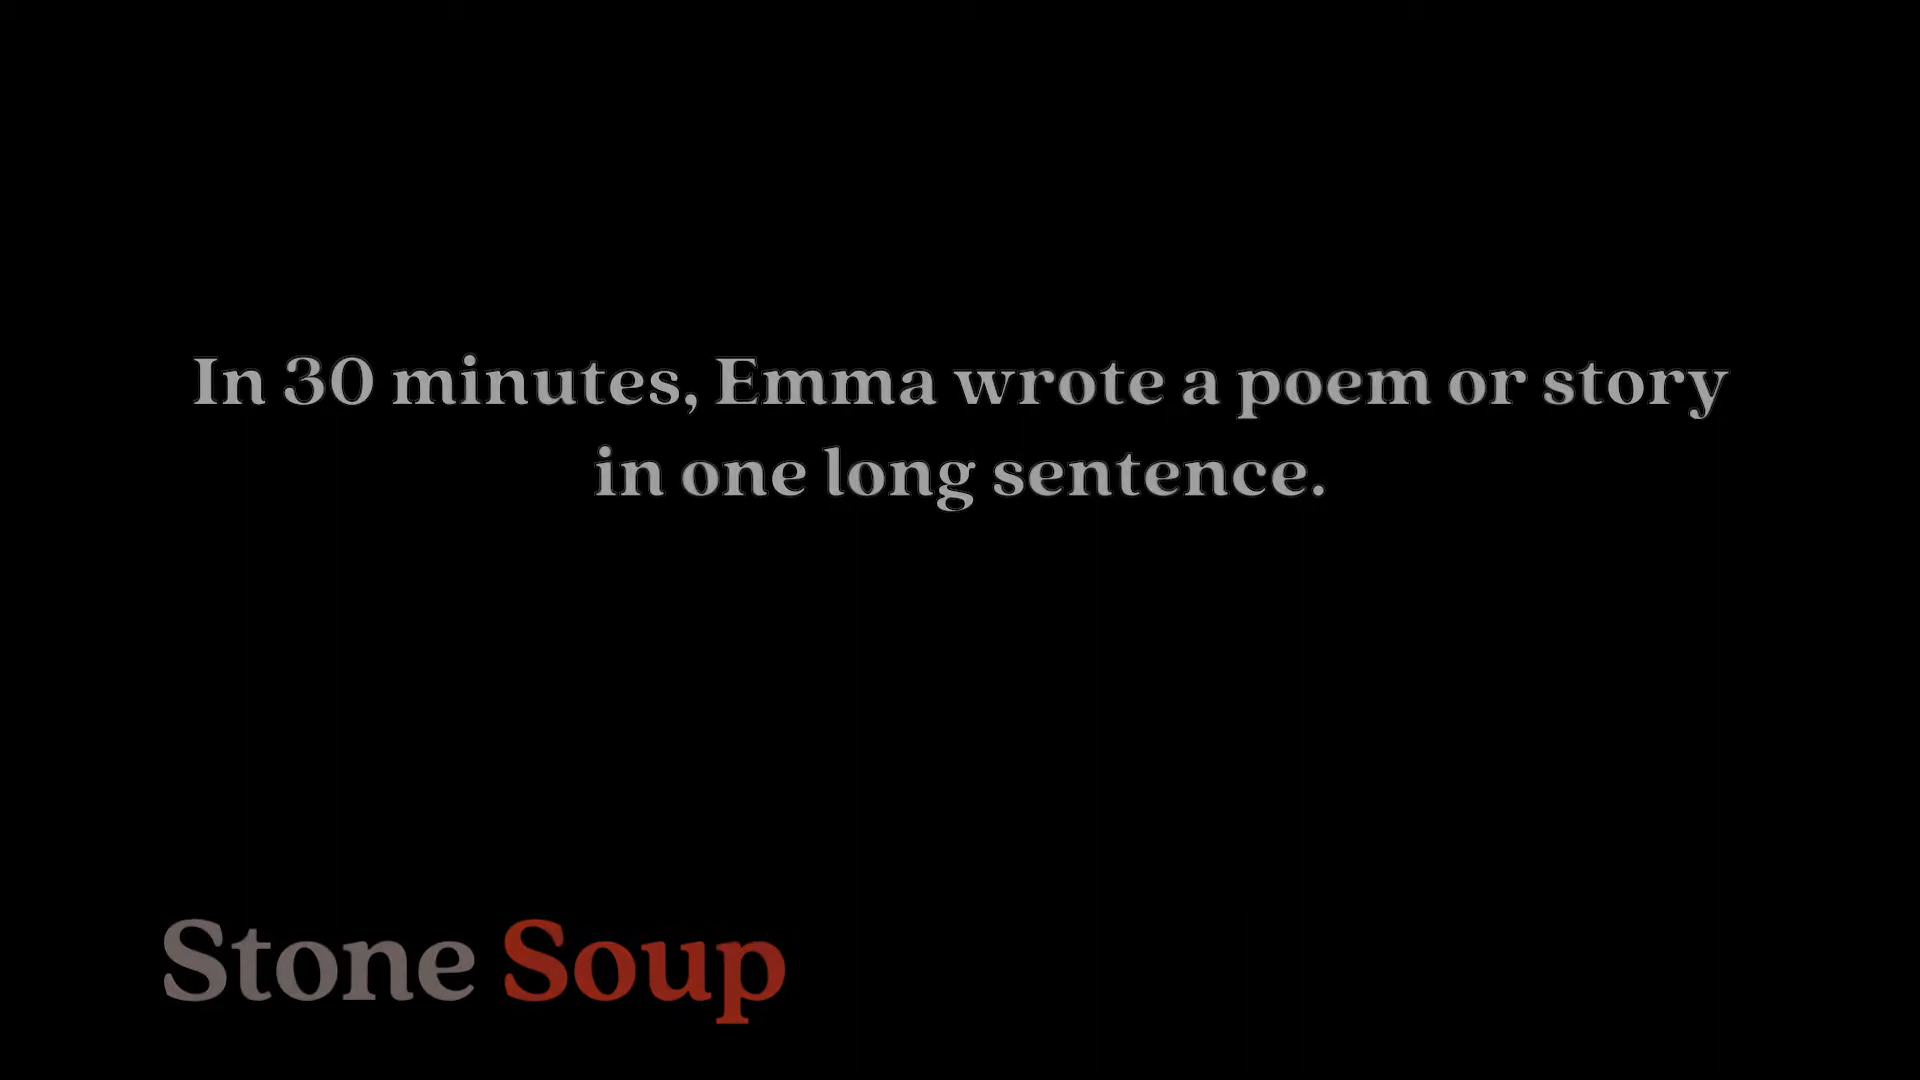 In 30 minutes, Emma wrote a poem or story
in one long sentence.
Stone Soup